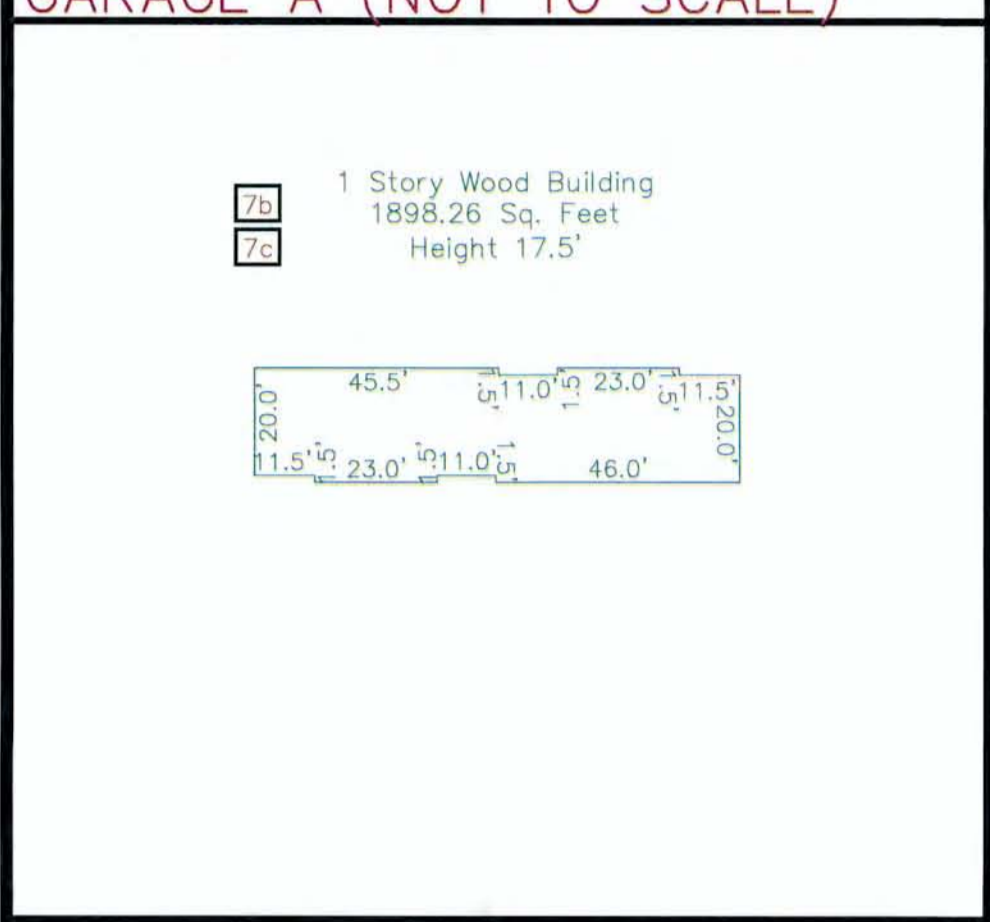 GARAGE A (NOT TO SCALE)
7b
7c
1 Story Wood Building
1898.26 Sq. Feet
Height 17.5'
45.5'
1.5'
11.0'
1.5'
23.0'
1.5'
11.5'
20.0'
20.0'
11.5'
1.5'
23.0'
1.5'
11.0'
1.5'
46.0'